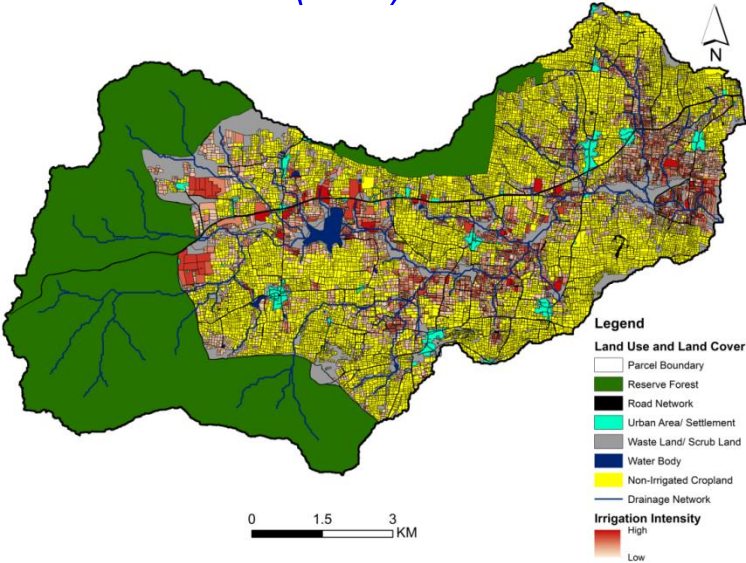 N
Legend
Land Use and Land Cover
Parcel Boundary
Reserve Forest
Road Network
Urban Area/ Settlement
Waste Land/ Scrub Land
Water Body
Non-Irrigated Cropland
Drainage Network
Irrigation Intensity
High
Low
0 1.5 3
KM